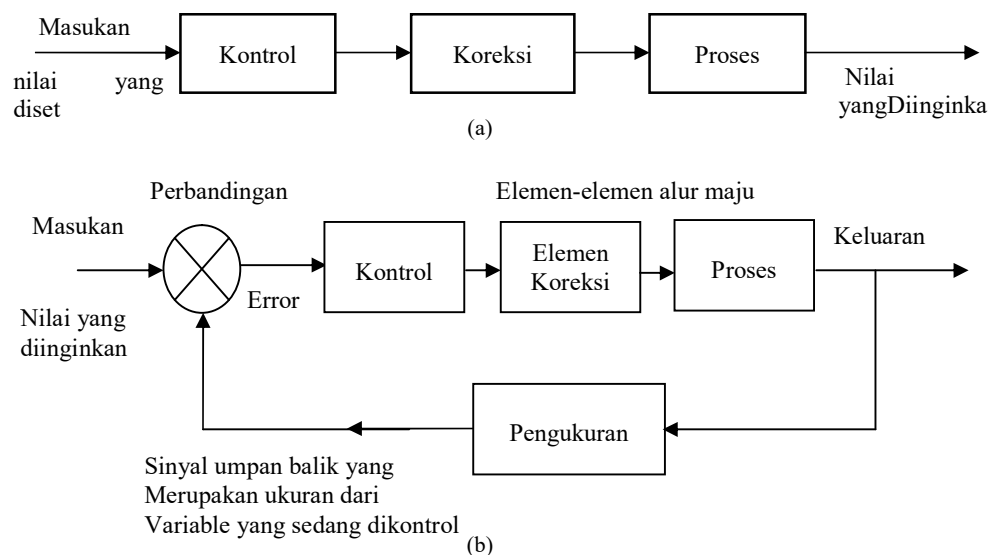 Masukan
Kontrol
Koreksi
Proses
nilai yang
diset
Nilai
yangDiinginka
(a)
Perbandingan
Elemen-elemen alur maju
Masukan
Kontrol
Elemen
Koreksi
Proses
Keluaran
Error
Nilai yang
diinginkan
Pengukuran
Sinyal umpan balik yang
Merupakan ukuran dari
Variable yang sedang dikontrol
(b)